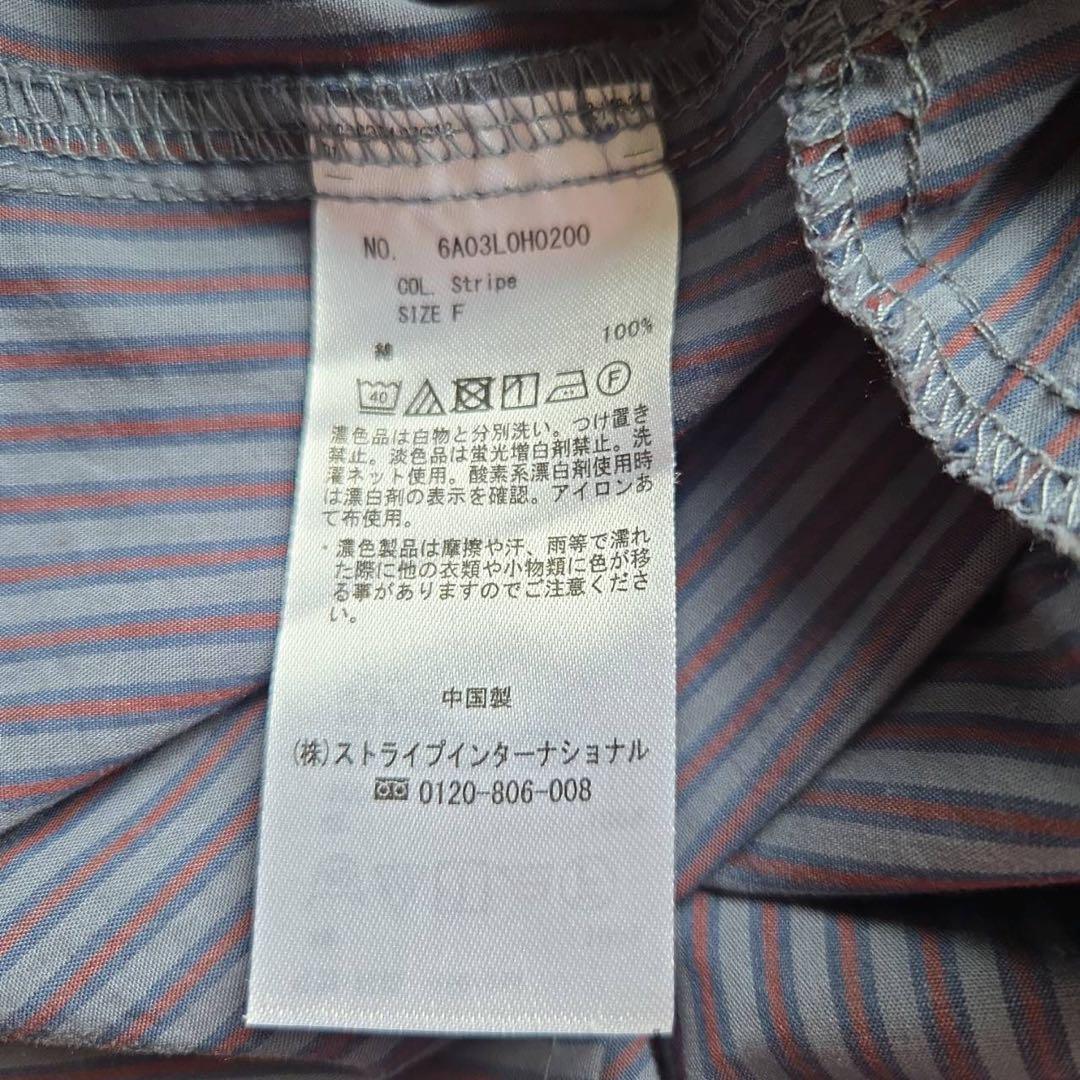 NO. 6A03L0H0200
COL. Stripe
SIZE F
綿 100%
40 F
濃色品は白物と分別洗い。つけ置き
禁止。淡色品は蛍光増白剤禁止。洗
濯ネット使用。酸素系漂白剤使用時
は漂白剤の表示を確認。アイロンあ
て布使用。
・濃色製品は摩擦や汗、雨等で濡れ
た際に他の衣類や小物類に色が移
る事がありますのでご注意くださ
い。
中国製
(株)ストライプインターナショナル
0120-806-008